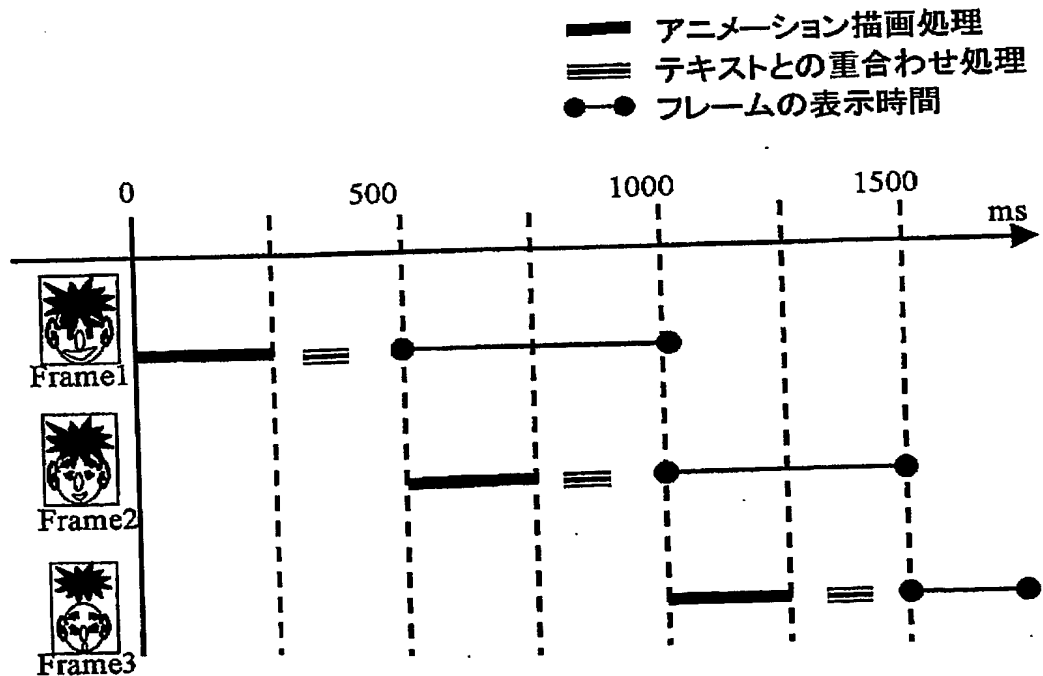 アニメーション描画処理
テキストとの重合わせ処理
フレームの表示時間
0 500 1000 1500
ms
Frame1
Frame2
Frame3